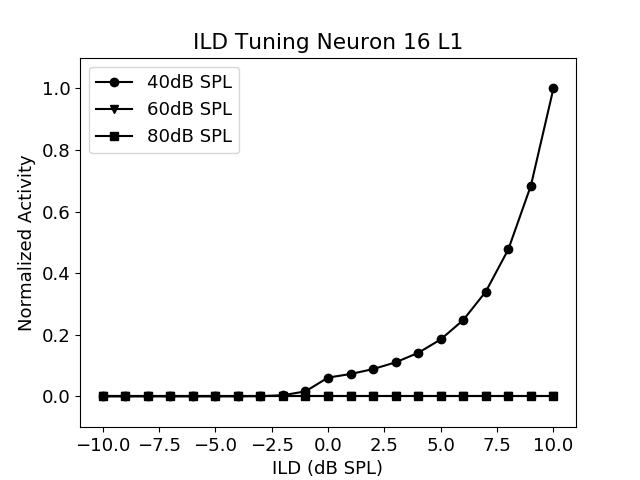 ILD Tuning Neuron 16 L1
40dB SPL
60dB SPL
80dB SPL
Normalized Activity
1.0
0.8
0.6
0.4
0.2
0.0
−10.0 −7.5 −5.0 −2.5 0.0 2.5 5.0 7.5 10.0
ILD (dB SPL)